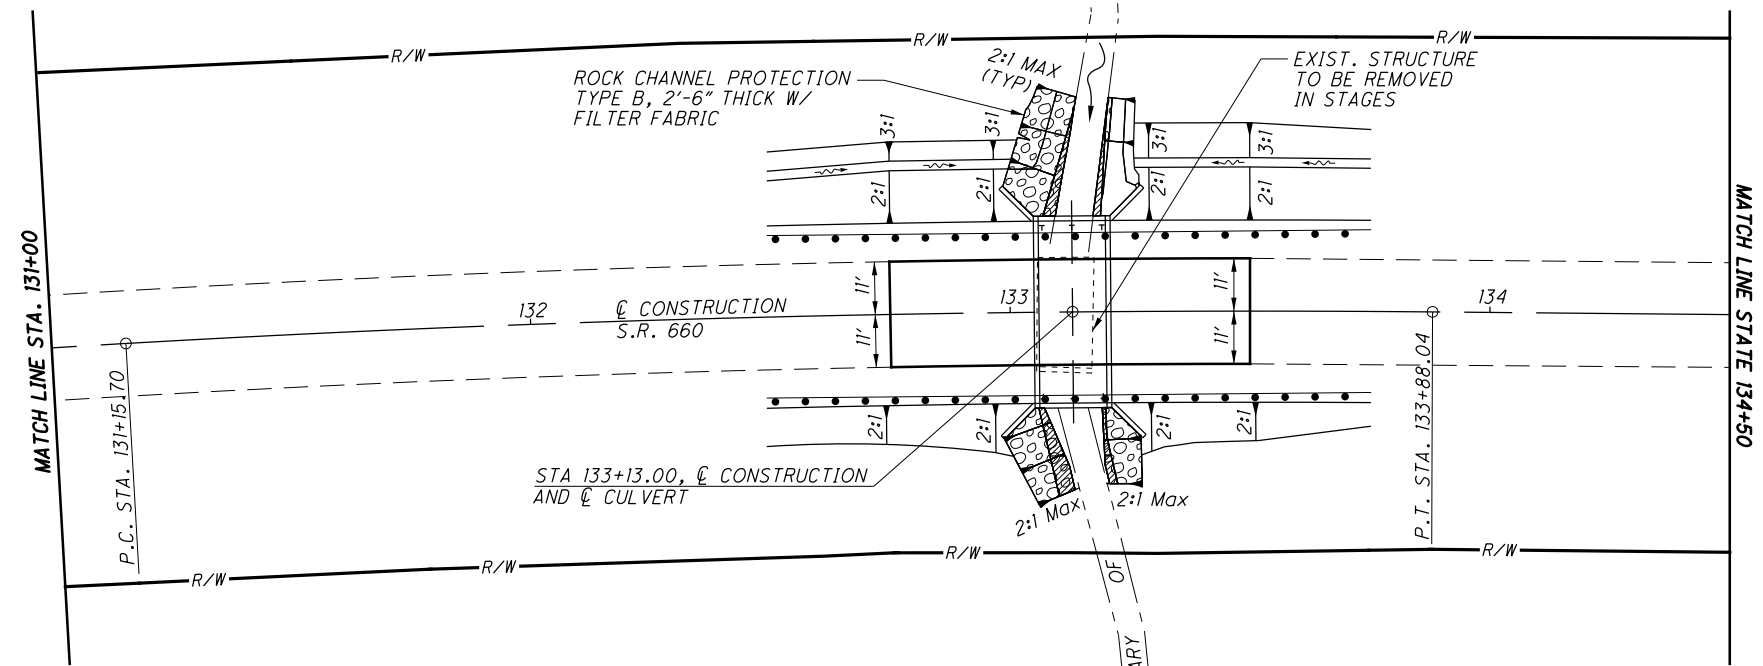 R/W
R/W
R/W
2:1 MAX
(TYP)
ROCK CHANNEL PROTECTION
TYPE B, 2'-6" THICK W/
FILTER FABRIC
EXIST. STRUCTURE
TO BE REMOVED
IN STAGES
3:1
3:1
3:1
3:1
2:1
2:1
2:1
2:1
MATCH LINE STA. 131+00
MATCH LINE STATE 134+50
11'
11'
132
℄ CONSTRUCTION
S.R. 660
133
134
11'
11'
P.C. STA. 131+15.70
P.T. STA. 133+88.04
2:1
2:1
2:1
2:1
STA 133+13.00, ℄ CONSTRUCTION
AND ℄ CULVERT
2:1 Max
2:1 Max
R/W
R/W
R/W
R/W
OF
ARY